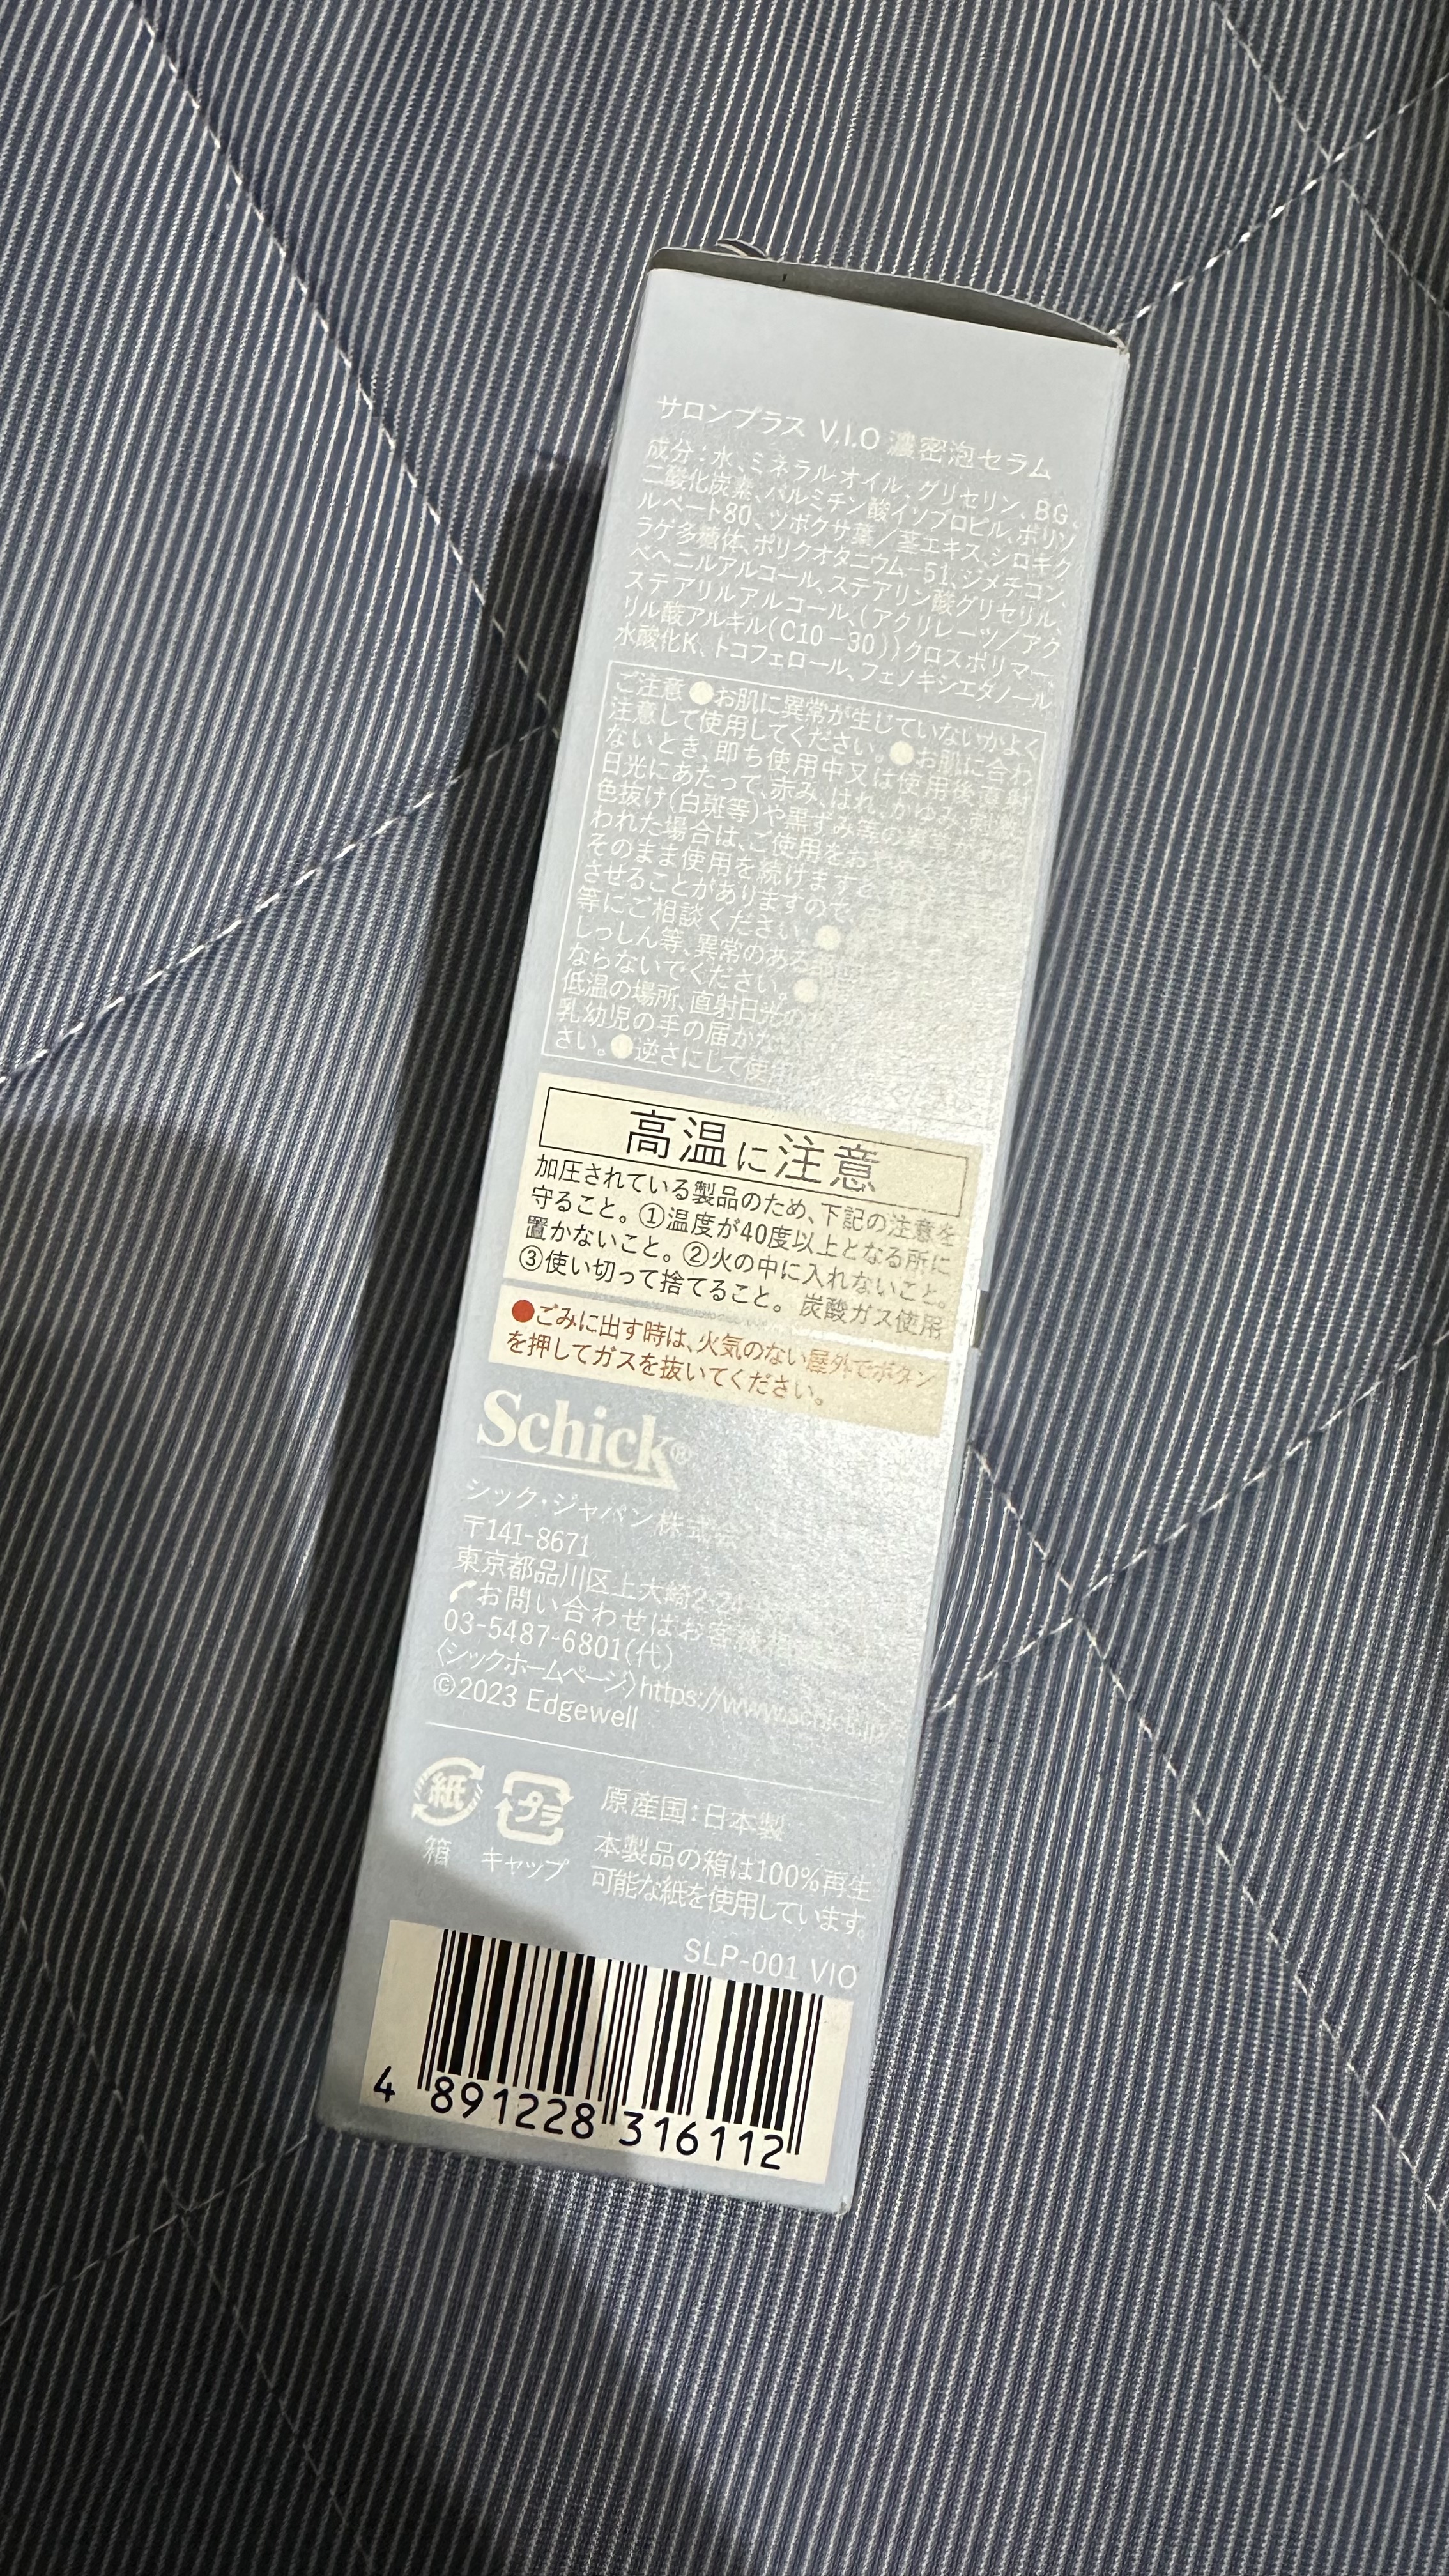 サロンプラス V.I.O 濃密泡セラム
成分：水、ミネラルオイル、グリセリン、BG、
二酸化炭素、パルミチン酸イソプロピル、ポリソ
ルベート80、ツボクサ葉／茎エキス、シロキク
ラゲ多糖体、ポリクオタニウム－51、ジメチコン、
ベヘニルアルコール、ステアリン酸グリセリル、
ステアリルアルコール、（アクリレーツ／アク
リル酸アルキル（C10－30））クロスポリマー、
水酸化K、トコフェロール、フェノキシエタノール
ご注意 ●お肌に異常が生じていないかよく
注意して使用してください。●お肌に合わ
ないとき、即ち使用中又は使用後直射
日光にあたって、赤み、はれ、かゆみ、刺激、
色抜け（白斑等）や黒ずみ等の
われた場合は、ご使用を
そのまま使用を続けますと
させることがありますので、
等にご相談ください。●
しっしん等、異常のある
ならないでください。●
低温の場所、直射日光の
乳幼児の手の届かない
さい。●逆さにして使用
高温に注意
加圧されている製品のため、下記の注意を
守ること。①温度が40度以上となる所に
置かないこと。②火の中に入れないこと。
③使い切って捨てること。 炭酸ガス使用
●ごみに出す時は、火気のない屋外でボタン
を押してガスを抜いてください。
Schick®
シック・ジャパン株式会
〒141-8671
東京都品川区上大崎2-24
お問い合わせはお客様
03-5487-6801（代）
〈シックホームページ〉https://www.schick.jp
©2023 Edgewell
紙 プラ 原産国：日本製
箱 キャップ 本製品の箱は100%再生
可能な紙を使用しています。
SLP-001 VIO
4 891228 316112